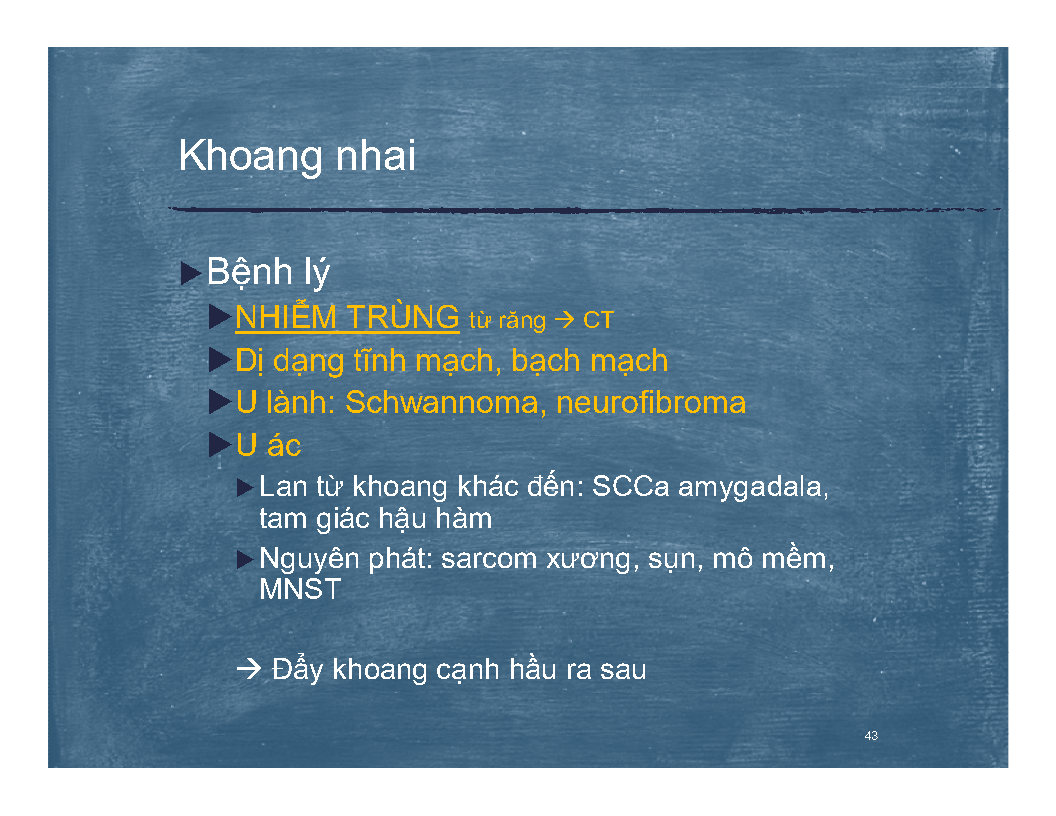 Khoang nhai
Bệnh lý
NHIỄM TRÙNG từ răng → CT
Dị dạng tĩnh mạch, bạch mạch
U lành: Schwannoma, neurofibroma
U ác
Lan từ khoang khác đến: SCCa amygadala,
tam giác hậu hàm
Nguyên phát: sarcom xương, sụn, mô mềm,
MNST
→ Đẩy khoang cạnh hầu ra sau
43